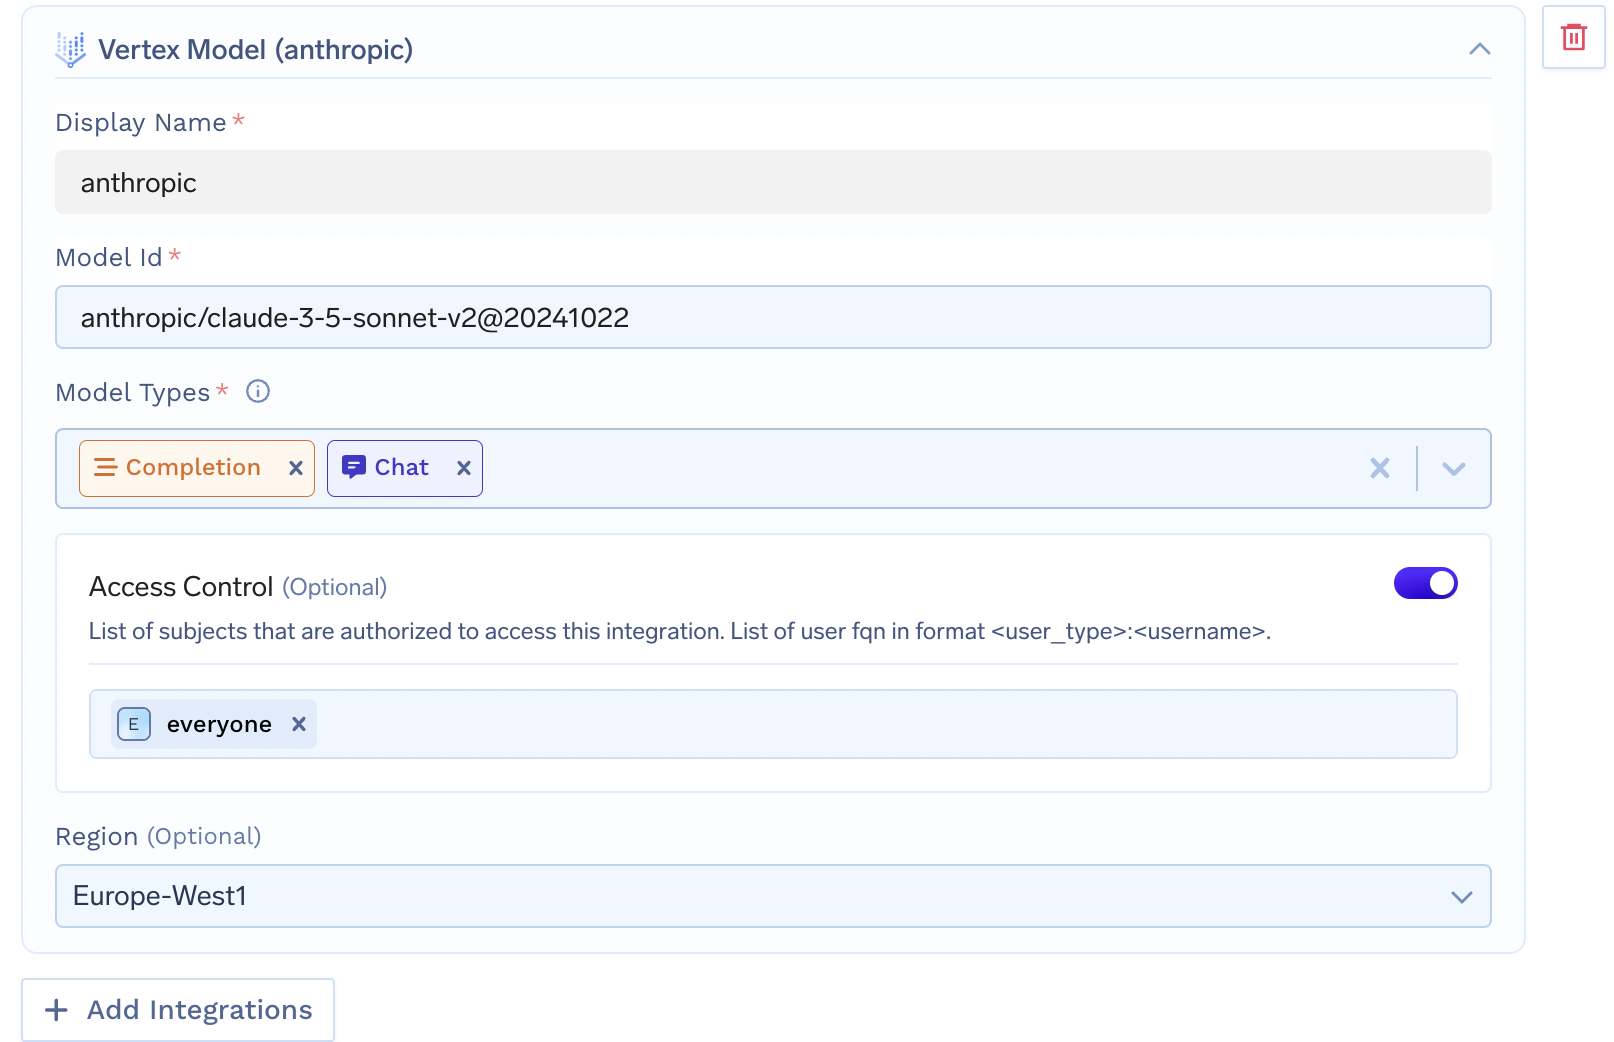 Vertex Model (anthropic)
Display Name *
anthropic
Model Id *
anthropic/claude-3-5-sonnet-v2@20241022
Model Types *
Completion Chat
Access Control (Optional)
List of subjects that are authorized to access this integration. List of user fqn in format <user_type>:<username>.
E everyone
Region (Optional)
Europe-West1
+ Add Integrations